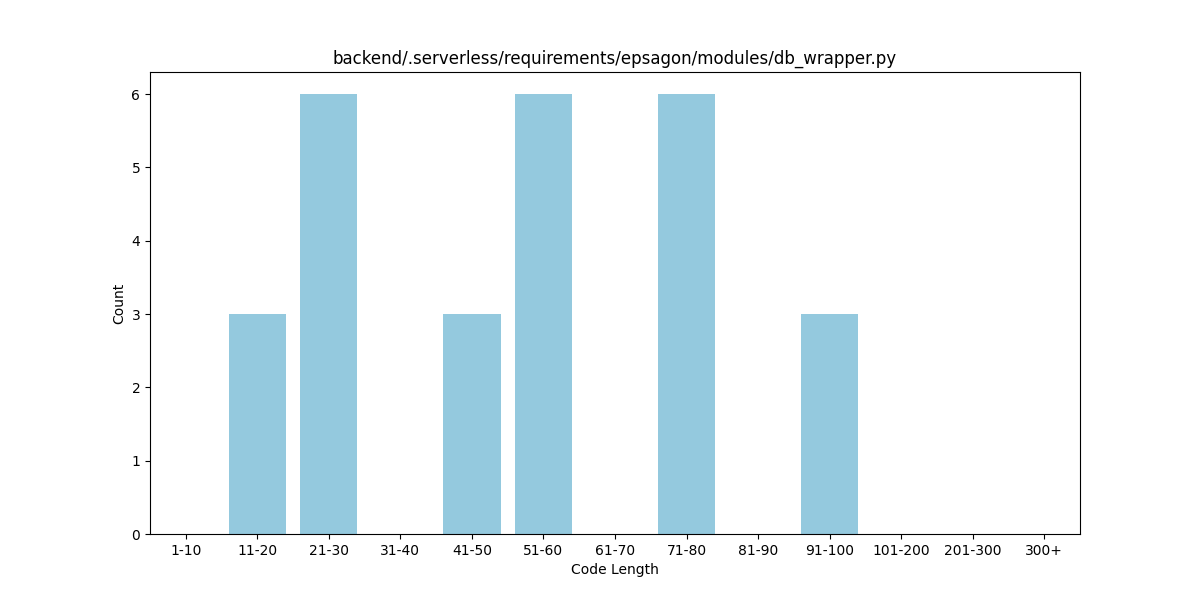 backend/.serverless/requirements/epsagon/modules/db_wrapper.py
6
5
4
3
2
1
0
Count
1-10 11-20 21-30 31-40 41-50 51-60 61-70 71-80 81-90 91-100 101-200 201-300 300+
Code Length